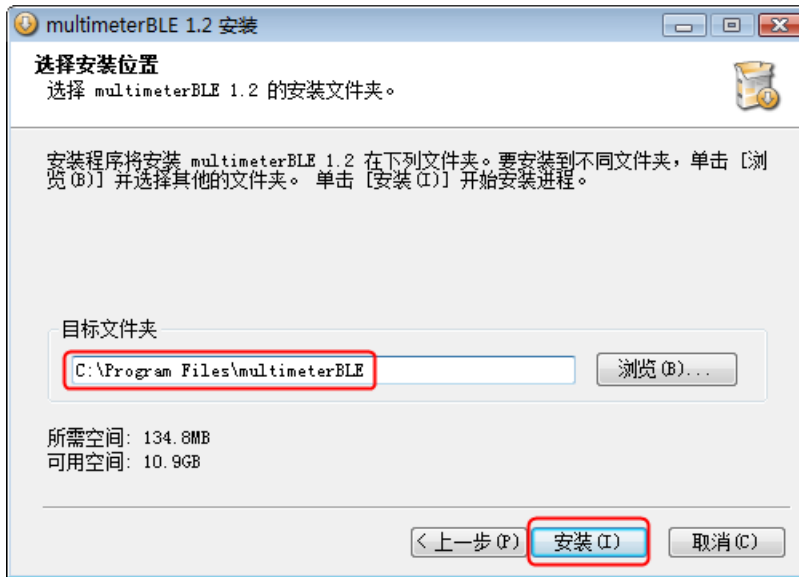 multimeterBLE 1.2 安装
选择安装位置
选择 multimeterBLE 1.2 的安装文件夹。
安装程序将安装 multimeterBLE 1.2 在下列文件夹。要安装到不同文件夹，单击 [浏
览(B)] 并选择其他的文件夹。 单击 [安装(I)] 开始安装进程。
目标文件夹
C:\Program Files\multimeterBLE
浏览(B)...
所需空间: 134.8MB
可用空间: 10.9GB
< 上一步(P)
安装(I)
取消(C)